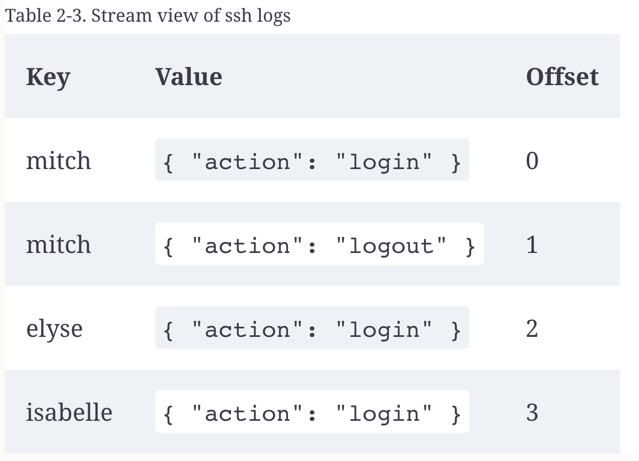 Table 2-3. Stream view of ssh logs
Key Value Offset
mitch { "action": "login" } 0
mitch { "action": "logout" } 1
elyse { "action": "login" } 2
isabelle { "action": "login" } 3